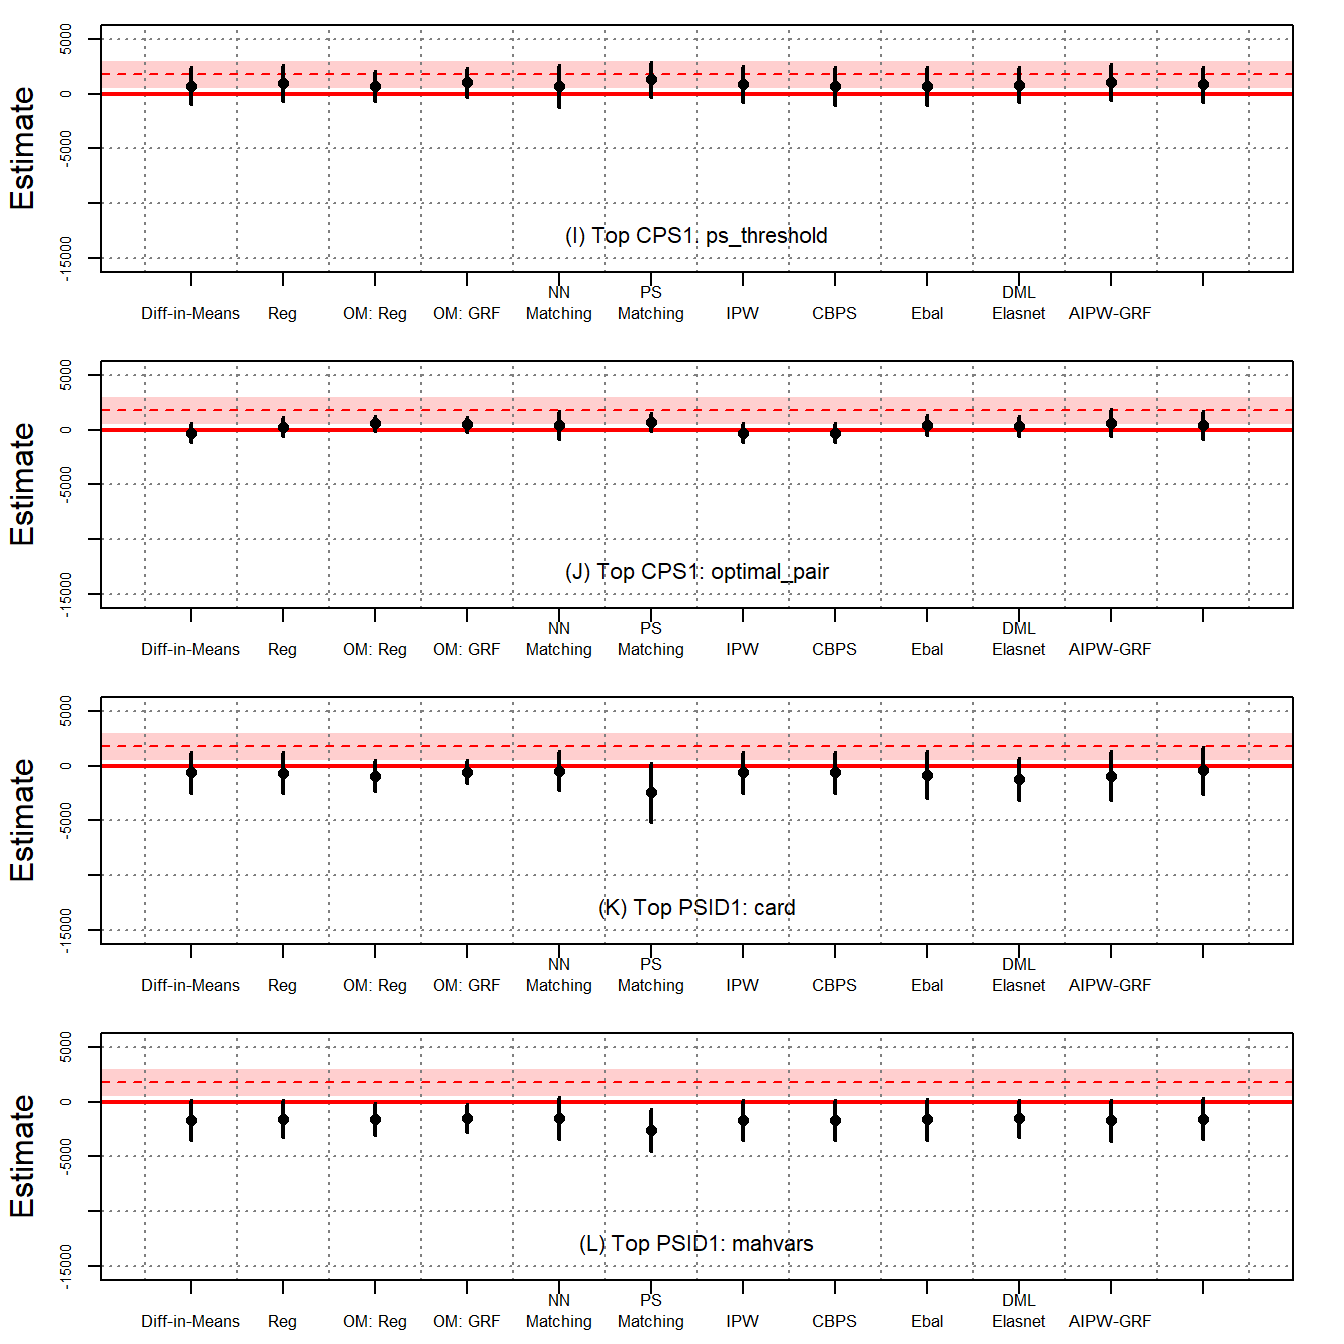 Estimate
5000
0
-5000
-15000
(I) Top CPS1: ps_threshold
Diff-in-Means Reg OM: Reg OM: GRF NN Matching PS Matching IPW CBPS Ebal DML Elasnet AIPW-GRF
Estimate
5000
0
-5000
-15000
(J) Top CPS1: optimal_pair
Diff-in-Means Reg OM: Reg OM: GRF NN Matching PS Matching IPW CBPS Ebal DML Elasnet AIPW-GRF
Estimate
5000
0
-5000
-15000
(K) Top PSID1: card
Diff-in-Means Reg OM: Reg OM: GRF NN Matching PS Matching IPW CBPS Ebal DML Elasnet AIPW-GRF
Estimate
5000
0
-5000
-15000
(L) Top PSID1: mahvars
Diff-in-Means Reg OM: Reg OM: GRF NN Matching PS Matching IPW CBPS Ebal DML Elasnet AIPW-GRF